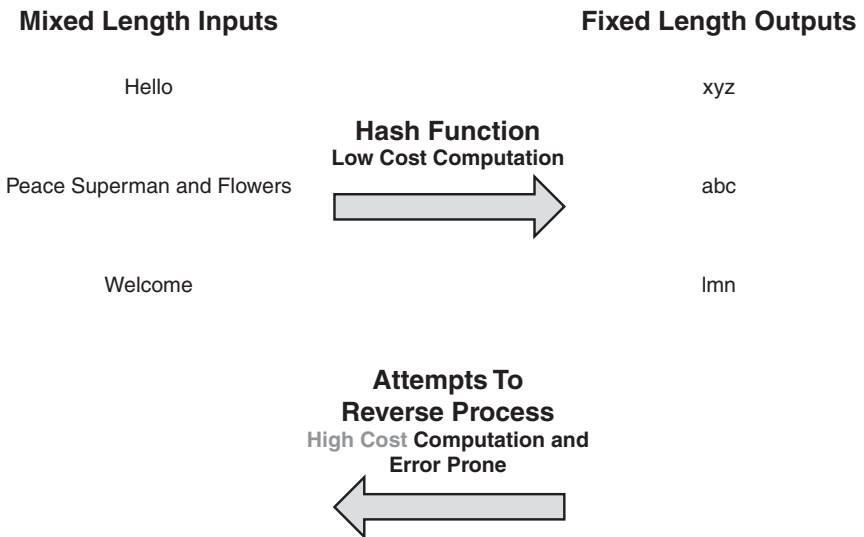 Mixed Length Inputs
Fixed Length Outputs
Hello
xyz
Hash Function
Low Cost Computation
Peace Superman and Flowers
abc
Welcome
lmn
Attempts To
Reverse Process
High Cost Computation and
Error Prone